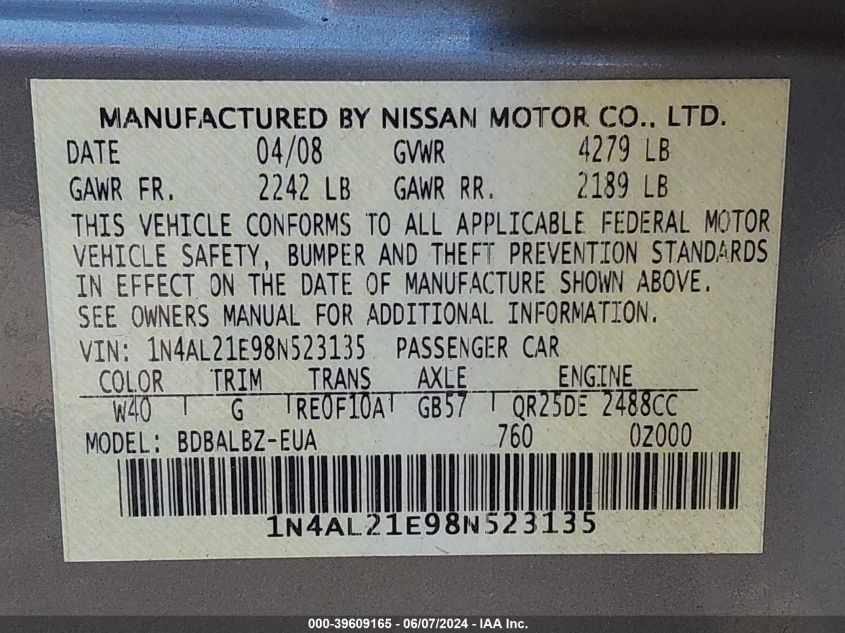 MANUFACTURED BY NISSAN MOTOR CO., LTD.
DATE 04/08 GVWR 4279 LB
GAWR FR. 2242 LB GAWR RR. 2189 LB
THIS VEHICLE CONFORMS TO ALL APPLICABLE FEDERAL MOTOR
VEHICLE SAFETY, BUMPER AND THEFT PREVENTION STANDARDS
IN EFFECT ON THE DATE OF MANUFACTURE SHOWN ABOVE.
SEE OWNERS MANUAL FOR ADDITIONAL INFORMATION.
VIN: 1N4AL21E98N523135 PASSENGER CAR
COLOR TRIM TRANS AXLE ENGINE
W40 G RE0F10A GB57 QR25DE 2488CC
MODEL: BDBALBZ-EUA 760 0Z000
1N4AL21E98N523135
000-39609165 - 06/07/2024 - IAA Inc.